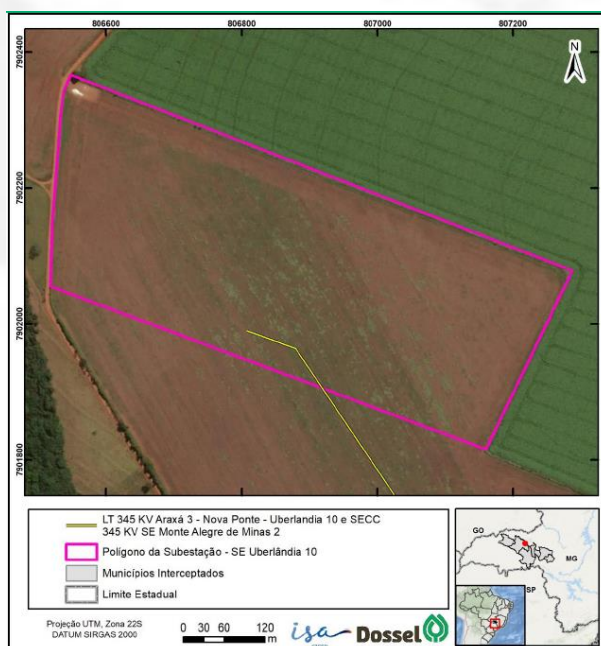 806600 806800 807000 807200
7902400
7902200
7902000
7901800
N
LT 345 KV Araxá 3 - Nova Ponte - Uberlandia 10 e SECC
345 KV SE Monte Alegre de Minas 2
Polígono da Subestação - SE Uberlândia 10
Municípios Interceptados
Limite Estadual
GO
MG
SP
Projeção UTM, Zona 22S
DATUM SIRGAS 2000
0 30 60 120
m
isa
Dossel